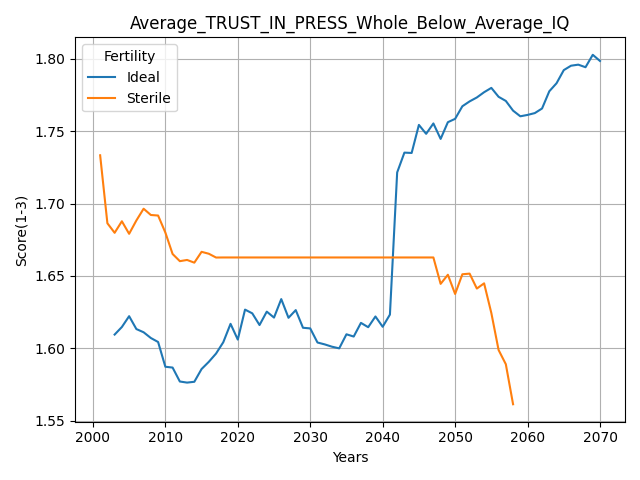 Average_TRUST_IN_PRESS_Whole_Below_Average_IQ
Fertility
Ideal
Sterile
Score(1-3)
1.80
1.75
1.70
1.65
1.60
1.55
2000 2010 2020 2030 2040 2050 2060 2070
Years